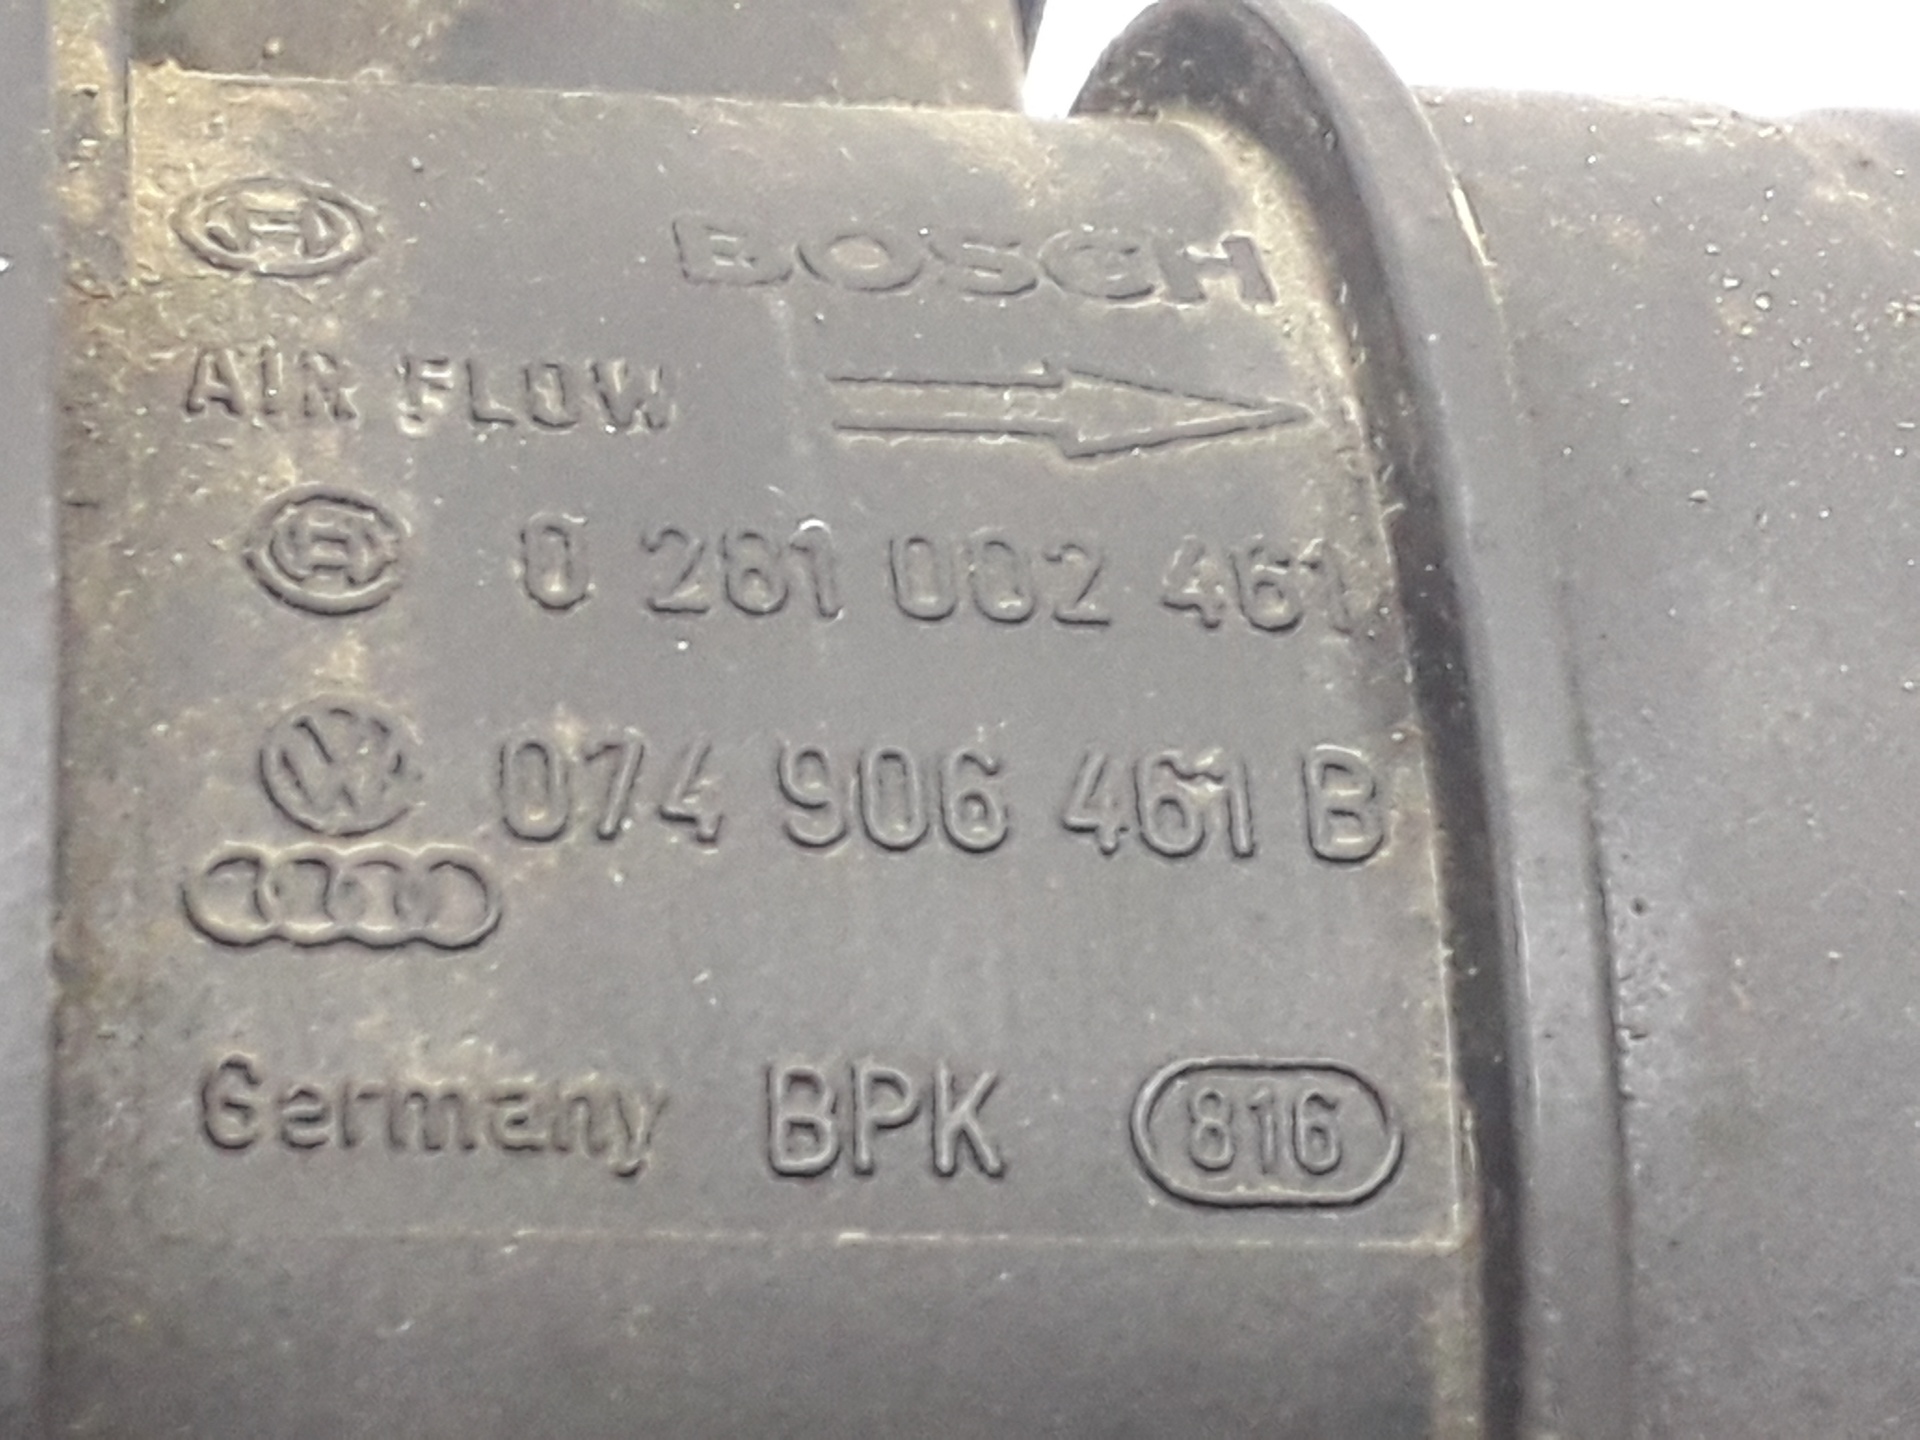 BOSCH
AIR FLOW
0 281 002 461
074 906 461 B
Germany BPK 816